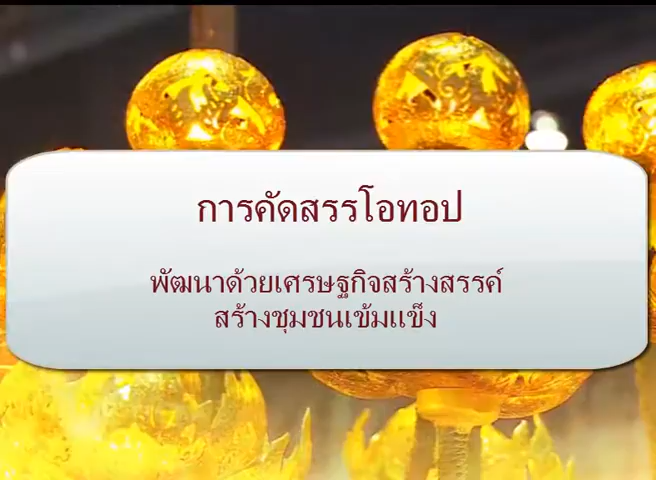 การคัดสรรโอทอป
พัฒนาด้วยเศรษฐกิจสร้างสรรค์
สร้างชุมชนเข้มแข็ง